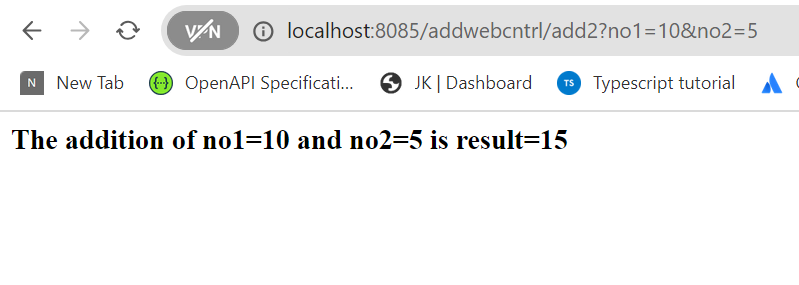 VPN
localhost:8085/addwebcntrl/add2?no1=10&no2=5
N New Tab {··} OpenAPI Specificati... JK | Dashboard TS Typescript tutorial
The addition of no1=10 and no2=5 is result=15